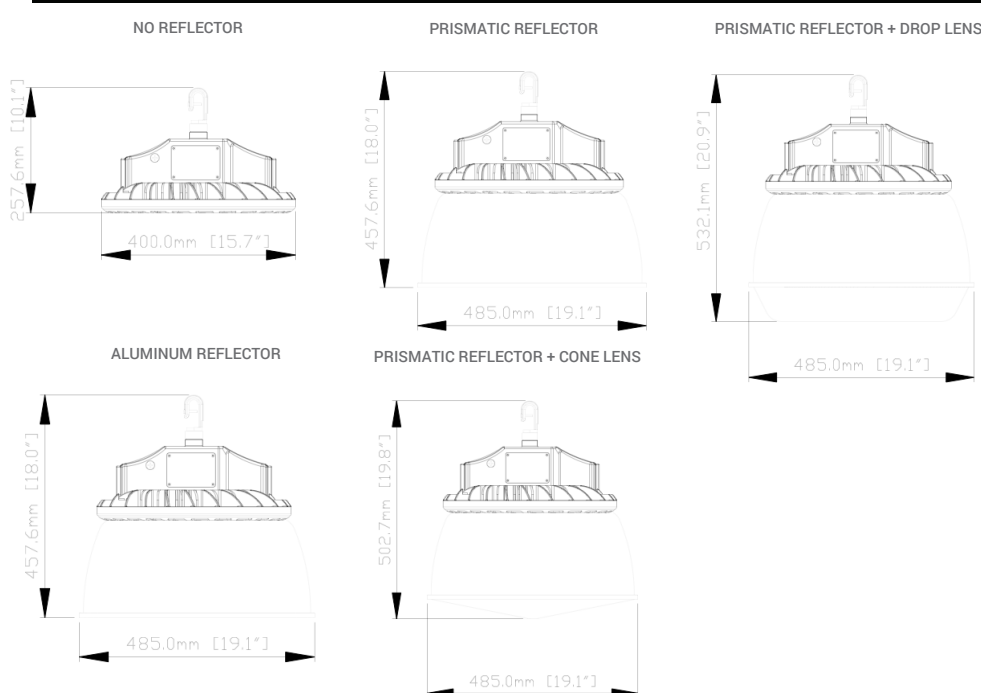 NO REFLECTOR
257.6mm [10.1"]
400.0mm [15.7"]
PRISMATIC REFLECTOR
457.6mm [18.0"]
485.0mm [19.1"]
PRISMATIC REFLECTOR + DROP LENS
532.1mm [20.9"]
485.0mm [19.1"]
ALUMINUM REFLECTOR
457.6mm [18.0"]
485.0mm [19.1"]
PRISMATIC REFLECTOR + CONE LENS
502.7mm [19.8"]
485.0mm [19.1"]